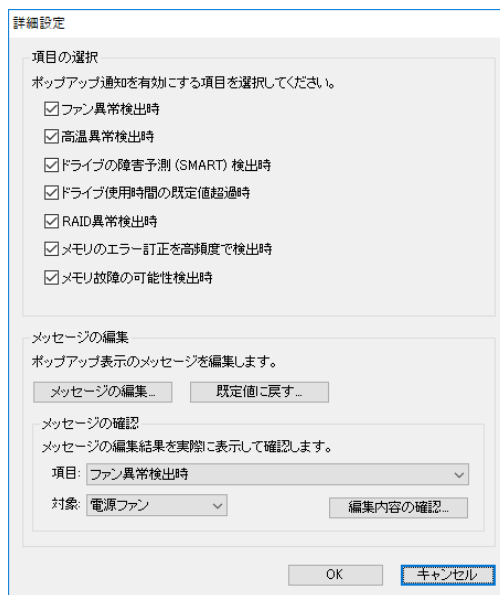 詳細設定
項目の選択
ポップアップ通知を有効にする項目を選択してください。
ファン異常検出時
高温異常検出時
ドライブの障害予測(SMART)検出時
ドライブ使用時間の既定値超過時
RAID異常検出時
メモリのエラー訂正を高頻度で検出時
メモリ故障の可能性検出時
メッセージの編集
ポップアップ表示のメッセージを編集します。
メッセージの編集... 既定値に戻す...
メッセージの確認
メッセージの編集結果を実際に表示して確認します。
項目: ファン異常検出時
対象: 電源ファン 編集内容の確認...
OK キャンセル